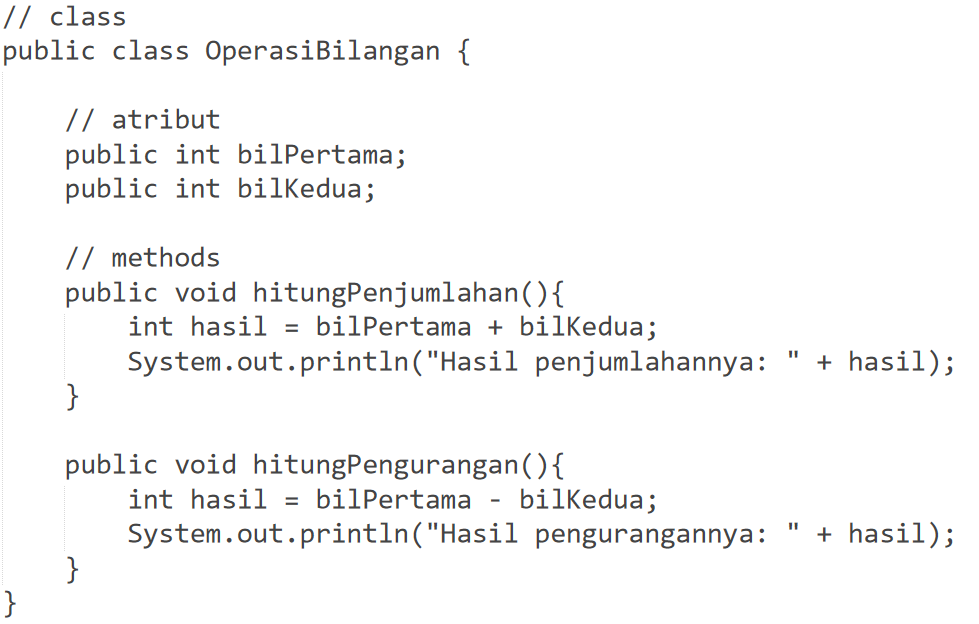 // class
public class OperasiBilangan {
// atribut
public int bilPertama;
public int bilKedua;
// methods
public void hitungPenjumlahan(){
int hasil = bilPertama + bilKedua;
System.out.println("Hasil penjumlahannya: " + hasil);
}
public void hitungPengurangan(){
int hasil = bilPertama - bilKedua;
System.out.println("Hasil pengurangannya: " + hasil);
}
}